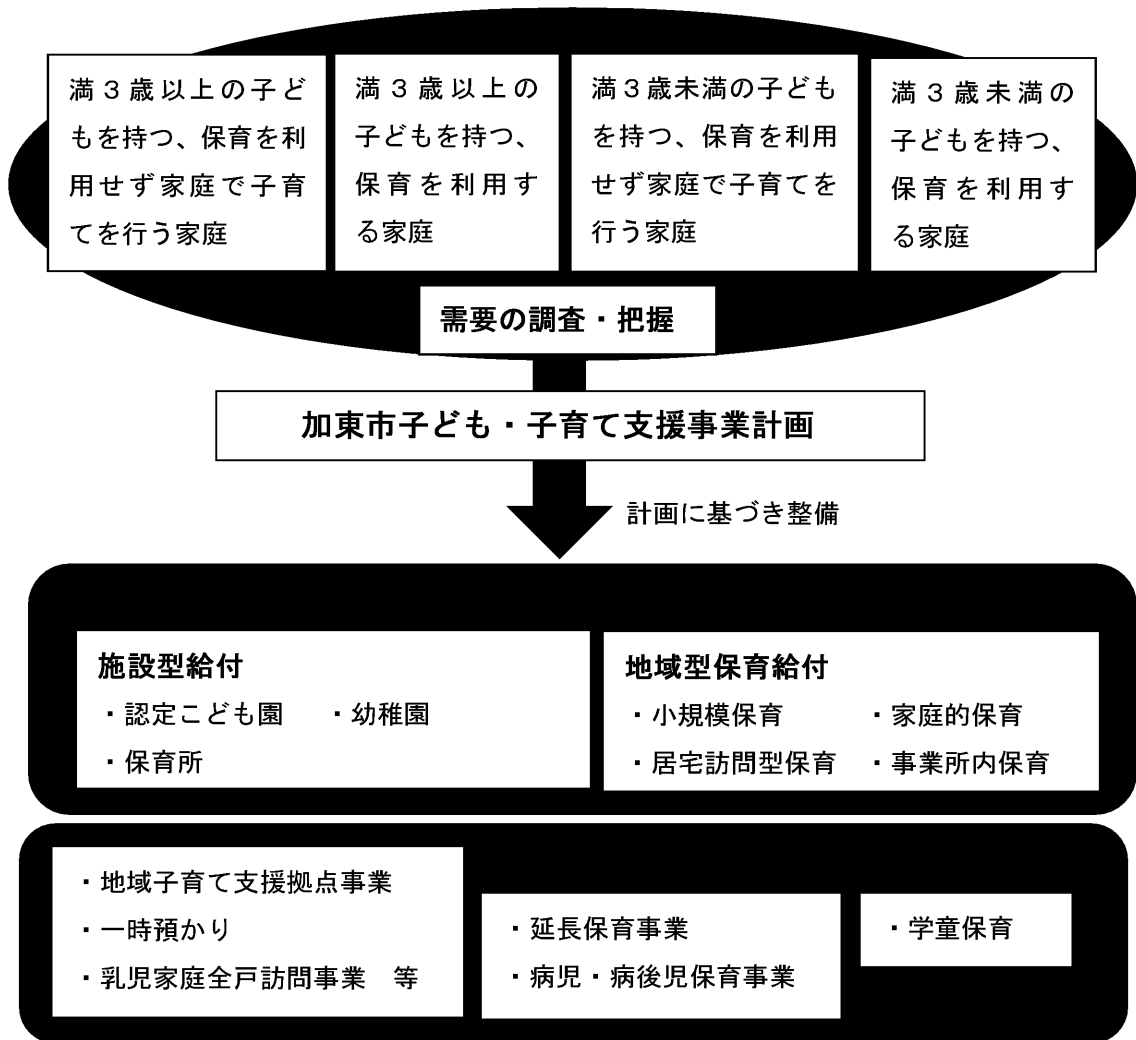 満３歳以上の子ど
もを持つ、保育を利
用せず家庭で子育
てを行う家庭
満３歳以上の
子どもを持つ、
保育を利用す
る家庭
満３歳未満の子ども
を持つ、保育を利用
せず家庭で子育てを
行う家庭
満３歳未満の
子どもを持つ、
保育を利用す
る家庭
需要の調査・把握
加東市子ども・子育て支援事業計画
計画に基づき整備
施設型給付
・認定こども園　・幼稚園
・保育所
地域型保育給付
・小規模保育　・家庭的保育
・居宅訪問型保育　・事業所内保育
・地域子育て支援拠点事業
・一時預かり
・乳児家庭全戸訪問事業　等
・延長保育事業
・病児・病後児保育事業
・学童保育